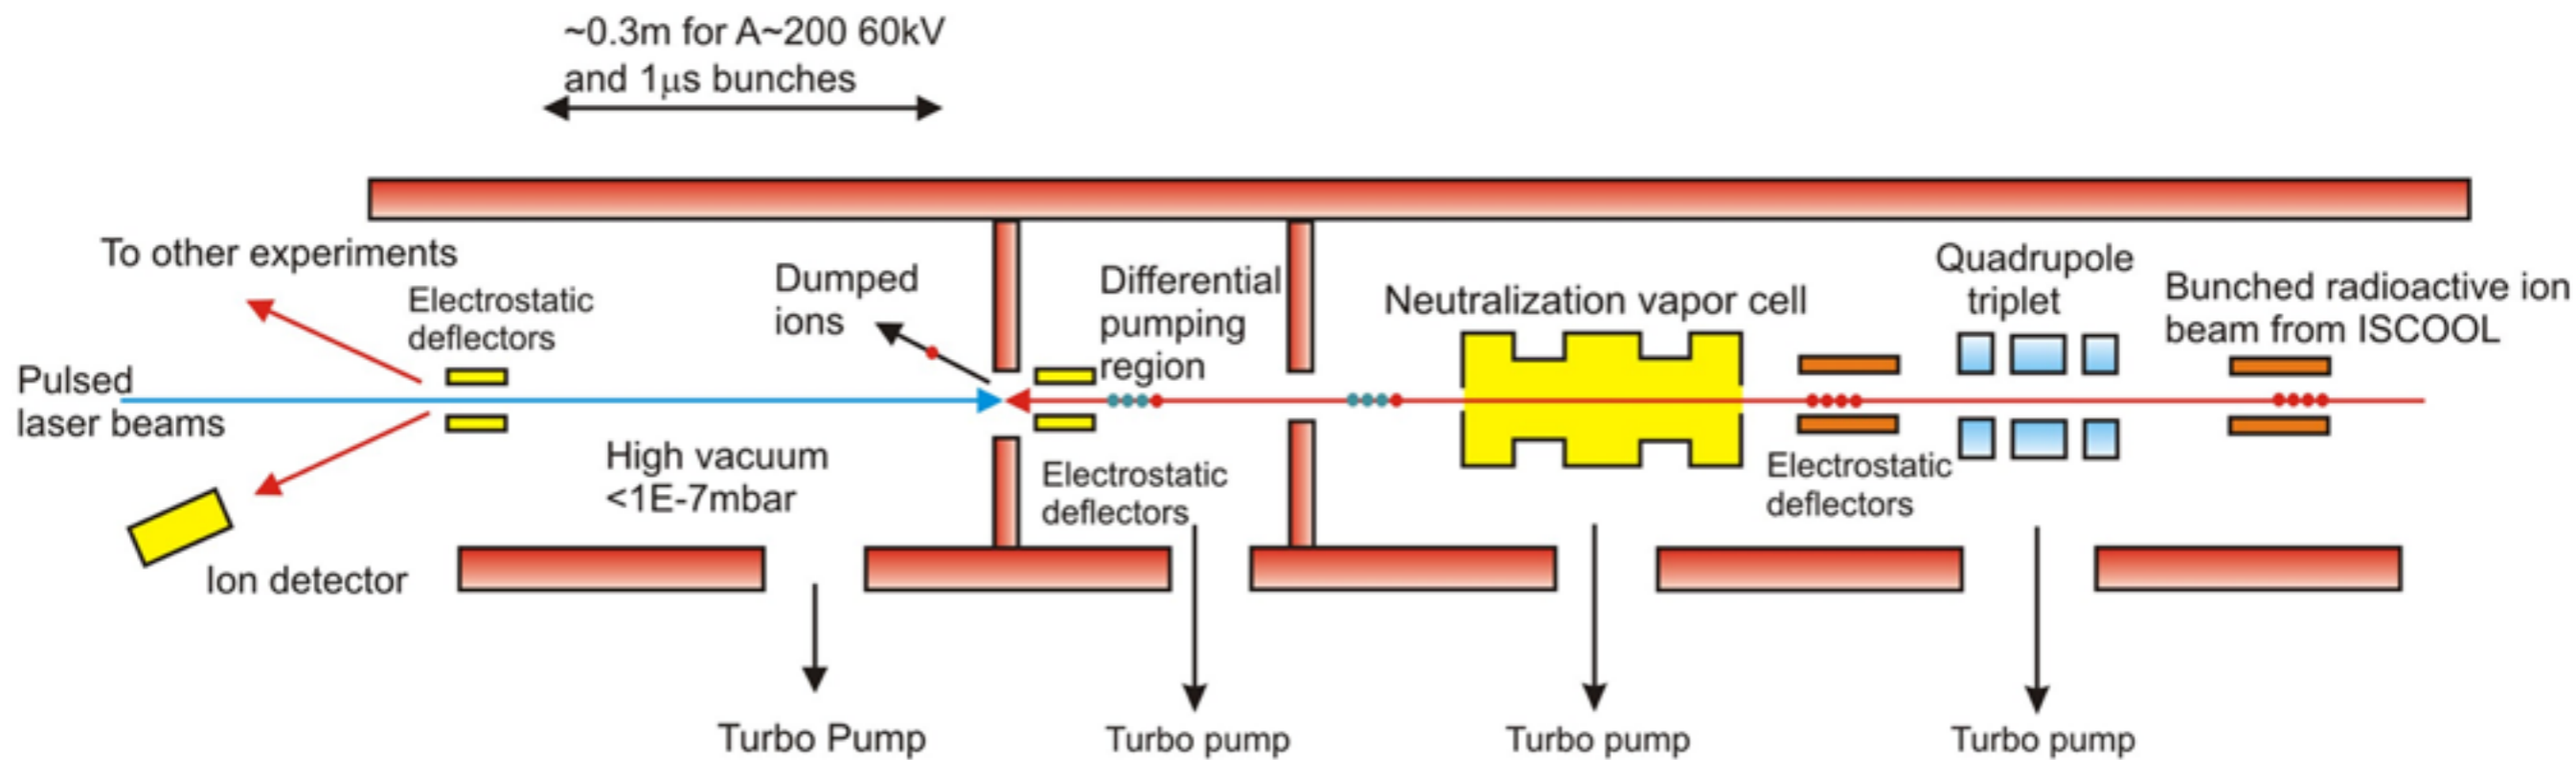 ~0.3m for A~200 60kV
and 1μs bunches
To other experiments
Electrostatic
deflectors
Pulsed
laser beams
Dumped
ions
Differential
pumping
region
Neutralization vapor cell
Quadrupole
triplet
Bunched radioactive ion
beam from ISCOOL
High vacuum
<1E-7mbar
Electrostatic
deflectors
Electrostatic
deflectors
Ion detector
Turbo Pump
Turbo pump
Turbo pump
Turbo pump